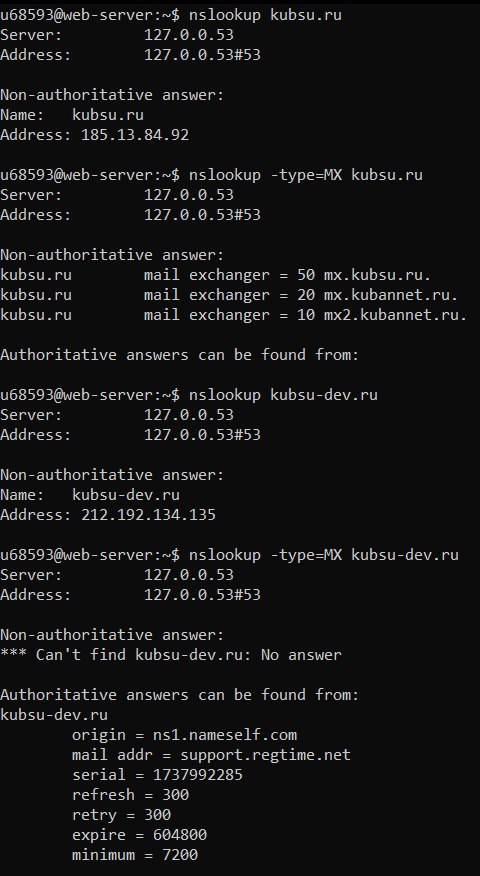 u68593@web-server:~$ nslookup kubsu.ru
Server:         127.0.0.53
Address:        127.0.0.53#53
Non-authoritative answer:
Name:   kubsu.ru
Address: 185.13.84.92
u68593@web-server:~$ nslookup -type=MX kubsu.ru
Server:         127.0.0.53
Address:        127.0.0.53#53
Non-authoritative answer:
kubsu.ru        mail exchanger = 50 mx.kubsu.ru.
kubsu.ru        mail exchanger = 20 mx.kubannet.ru.
kubsu.ru        mail exchanger = 10 mx2.kubannet.ru.
Authoritative answers can be found from:
u68593@web-server:~$ nslookup kubsu-dev.ru
Server:         127.0.0.53
Address:        127.0.0.53#53
Non-authoritative answer:
Name:   kubsu-dev.ru
Address: 212.192.134.135
u68593@web-server:~$ nslookup -type=MX kubsu-dev.ru
Server:         127.0.0.53
Address:        127.0.0.53#53
Non-authoritative answer:
*** Can't find kubsu-dev.ru: No answer
Authoritative answers can be found from:
kubsu-dev.ru
        origin = ns1.nameself.com
        mail addr = support.regtime.net
        serial = 1737992285
        refresh = 300
        retry = 300
        expire = 604800
        minimum = 7200